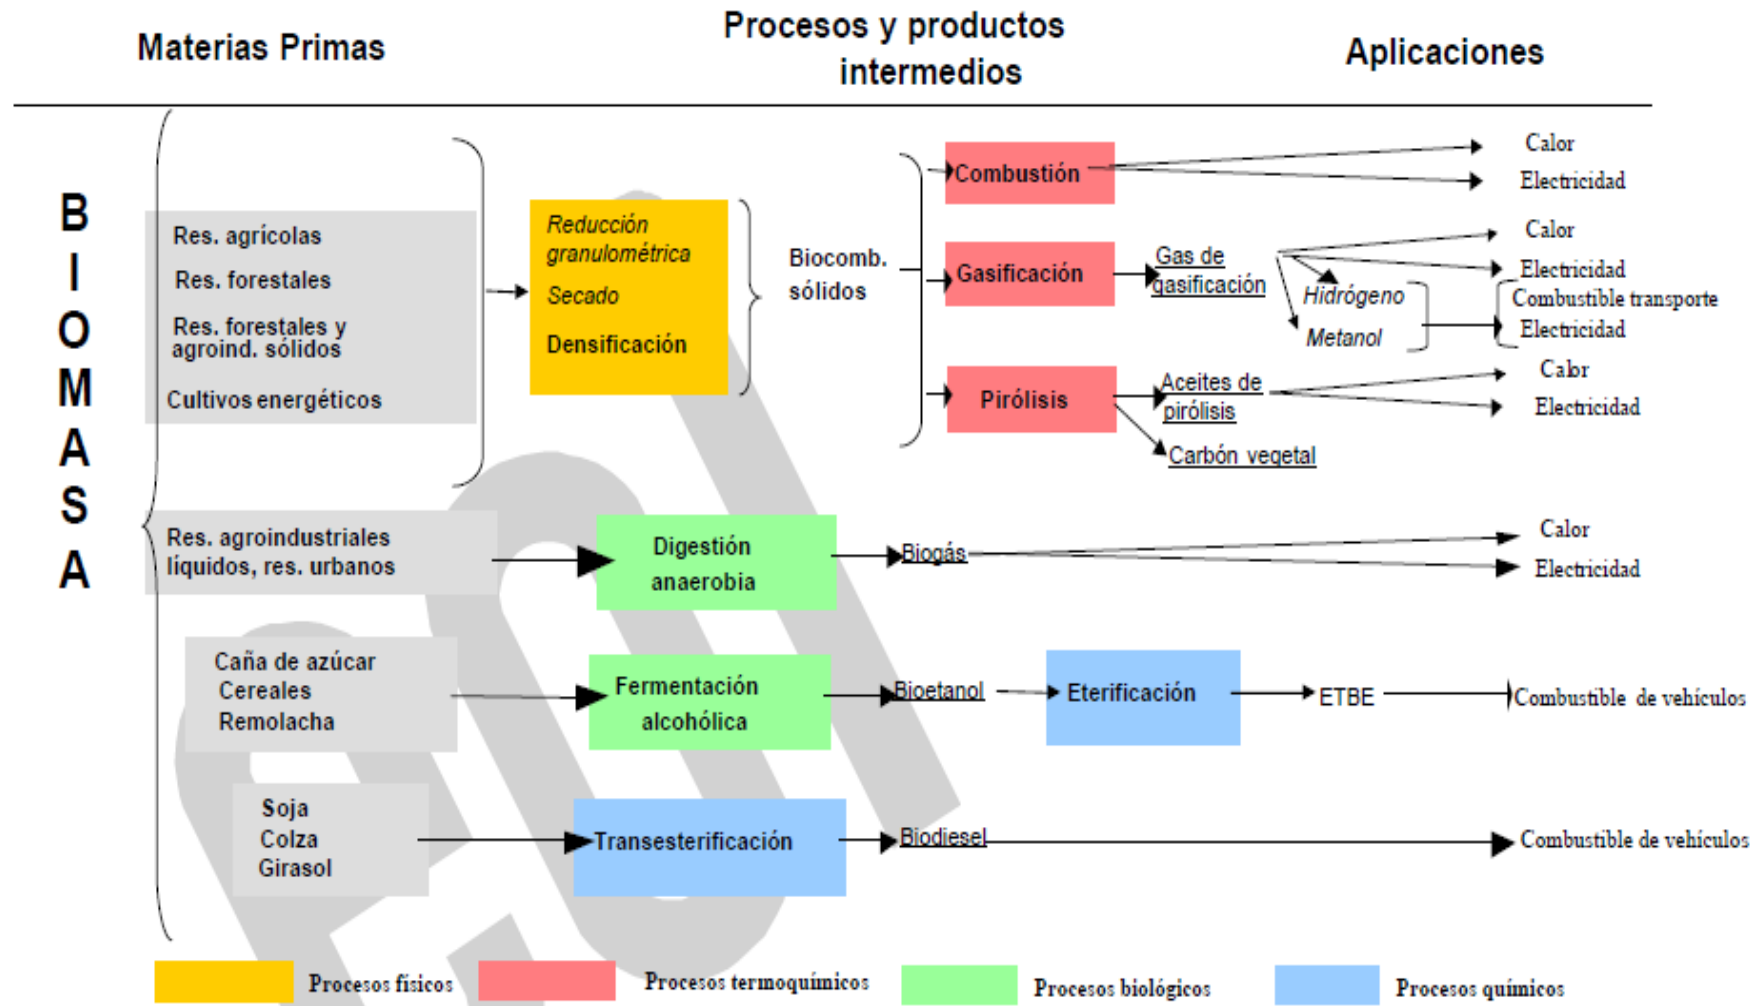 Materias Primas
Procesos y productos
intermedios
Aplicaciones
BIOMASA
Res. agrícolas
Res. forestales
Res. forestales y
agroind. sólidos
Cultivos energéticos
Reducción
granulométrica
Secado
Densificación
Biocomb.
sólidos
Combustión
Calor
Electricidad
Gasificación
Gas de
gasificación
Hidrógeno
Metanol
Calor
Electricidad
Combustible transporte
Electricidad
Pirólisis
Aceites de
pirólisis
Carbón vegetal
Calor
Electricidad
Res. agroindustriales
líquidos, res. urbanos
Digestión
anaerobia
Biogás
Calor
Electricidad
Caña de azúcar
Cereales
Remolacha
Fermentación
alcohólica
Bioetanol
Eterificación
ETBE
Combustible de vehículos
Soja
Colza
Girasol
Transesterificación
Biodiesel
Combustible de vehículos
Procesos físicos
Procesos termoquímicos
Procesos biológicos
Procesos químicos